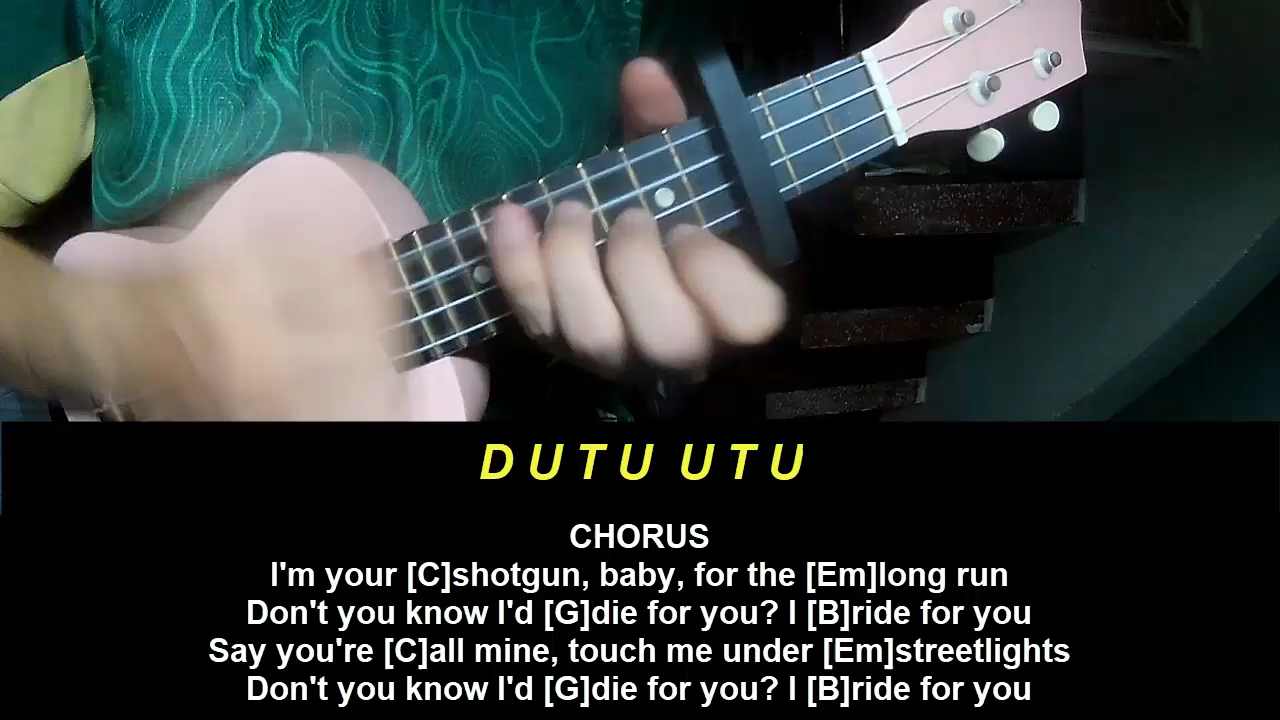 D U T U U T U
CHORUS
I'm your [C]shotgun, baby, for the [Em]long run
Don't you know I'd [G]die for you? I [B]ride for you
Say you're [C]all mine, touch me under [Em]streetlights
Don't you know I'd [G]die for you? I [B]ride for you